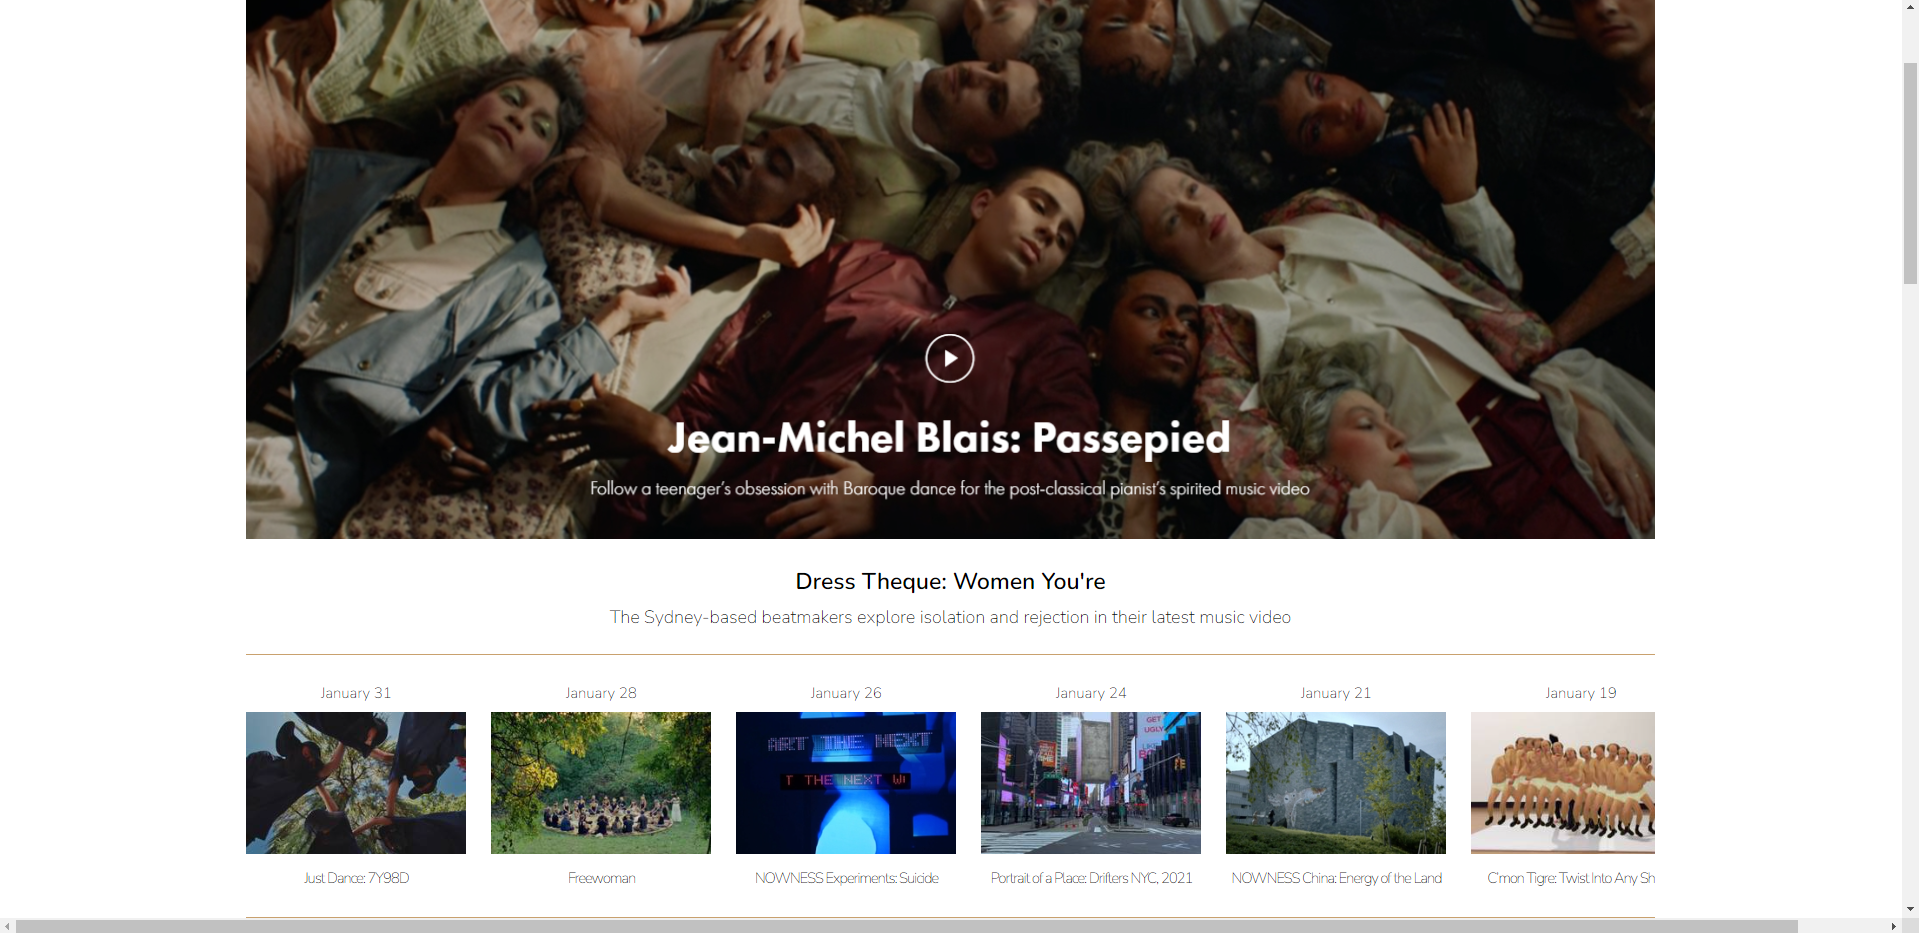 Jean-Michel Blais: Passepied
Follow a teenager's obsession with Baroque dance for the post-classical pianist's spirited music video
Dress Theque: Women You're
The Sydney-based beatmakers explore isolation and rejection in their latest music video
January 31
January 28
January 26
January 24
January 21
January 19
ART THE NEXT
T THE NEXT
GET
UGLY
Just Dance: 7Y98D
Freewoman
NOWNESS Experiments: Suicide
Portrait of a Place: Drifters NYC, 2021
NOWNESS China: Energy of the Land
C'mon Tigre: Twist Into Any Sh